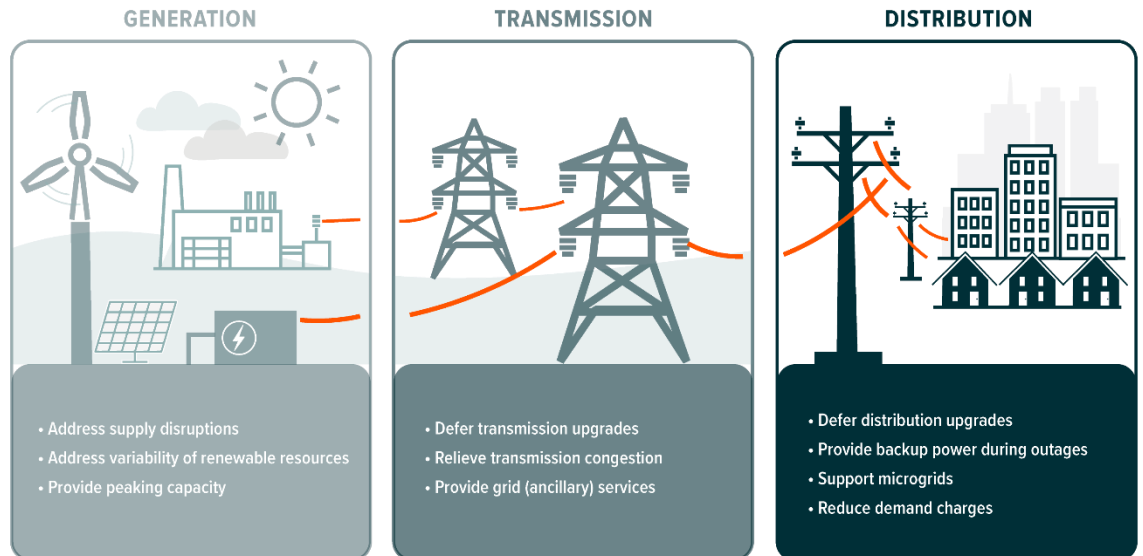 GENERATION
• Address supply disruptions
• Address variability of renewable resources
• Provide peaking capacity
TRANSMISSION
• Defer transmission upgrades
• Relieve transmission congestion
• Provide grid (ancillary) services
DISTRIBUTION
• Defer distribution upgrades
• Provide backup power during outages
• Support microgrids
• Reduce demand charges